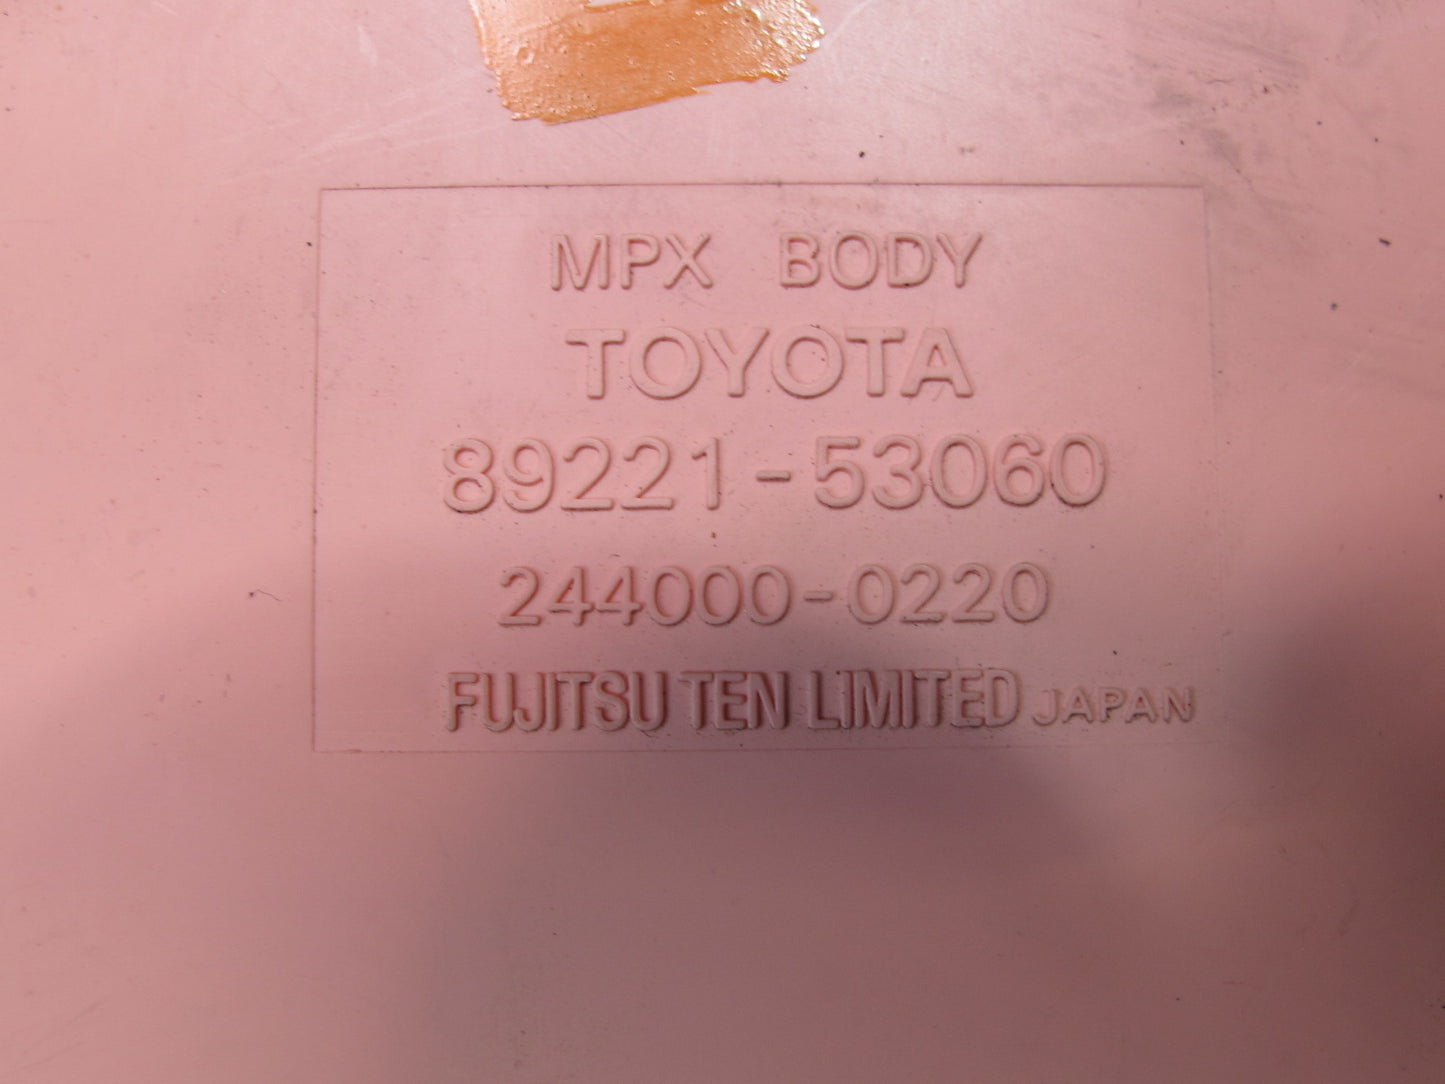 MPX BODY
TOYOTA
89221-53060
244000-0220
FUJITSU TEN LIMITED JAPAN